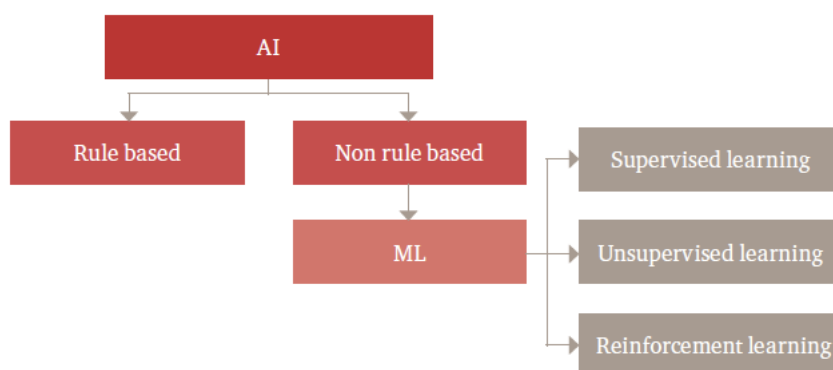 AI
Rule based
Non rule based
ML
Supervised learning
Unsupervised learning
Reinforcement learning